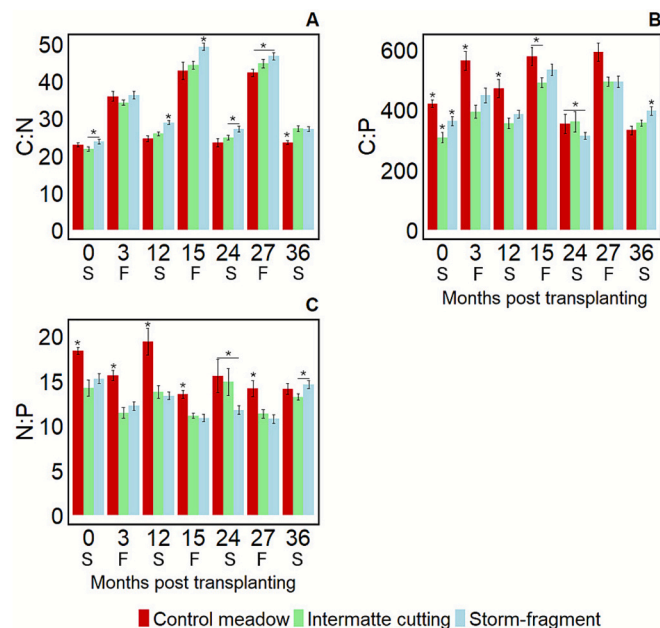 A
50
40
30
20
10
0
C:N
*
*
*
*
*
*
0 3 12 15 24 27 36
S F S F S F S
B
600
400
200
0
C:P
*
*
*
*
*
*
*
*
0 3 12 15 24 27 36
S F S F S F S
Months post transplanting
C
20
15
10
5
0
N:P
*
*
*
*
*
*
*
0 3 12 15 24 27 36
S F S F S F S
Months post transplanting
Control meadow Intermatte cutting Storm-fragment